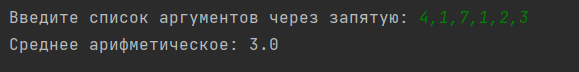 Введите список аргументов через запятую: 4,1,7,1,2,3
Среднее арифметическое: 3.0